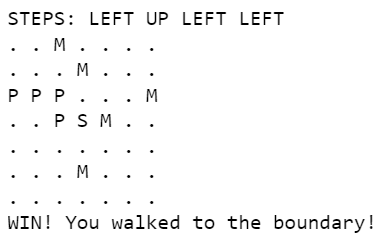 STEPS: LEFT UP LEFT LEFT
. . M . . . .
. . . M . . .
P P P . . . M
. . P S M . .
. . . . . . .
. . . M . . .
. . . . . . .
WIN! You walked to the boundary!